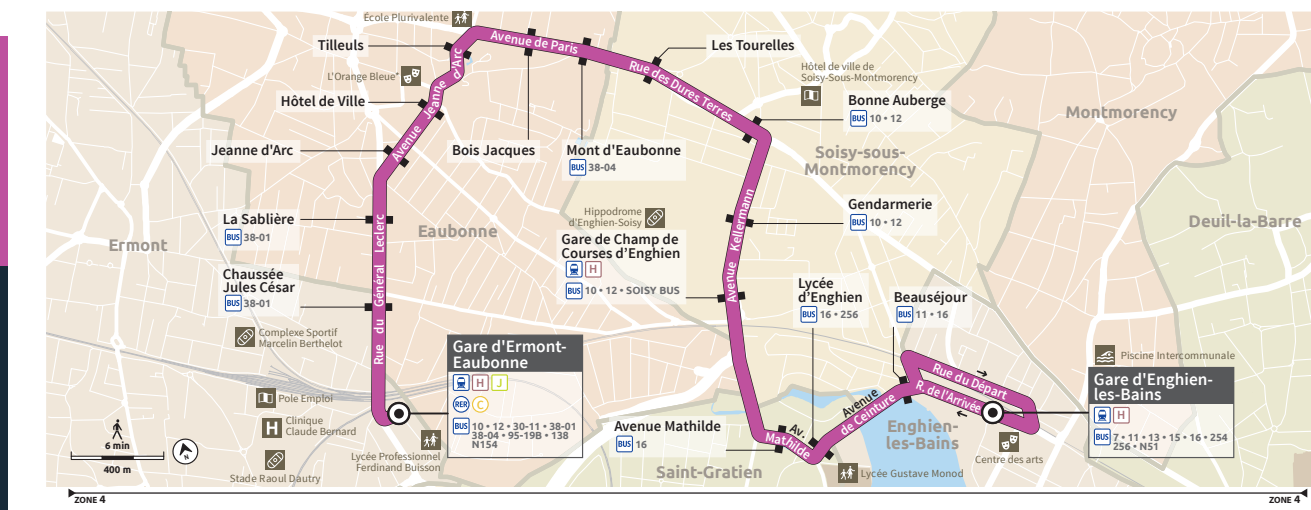 École Plurivalente
Tilleuls
L'Orange Bleue*
Hôtel de Ville
Jeanne d'Arc
La Sablière
BUS 38-01
Chaussée
Jules César
BUS 38-01
Complexe Sportif
Marcelin Berthelot
Ermont
Eaubonne
Pole Emploi
H Clinique
Claude Bernard
Stade Raoul Dautry
6 min
400 m
N
Lycée Professionnel
Ferdinand Buisson
Gare d'Ermont-
Eaubonne
H J
RER C
BUS 10 • 12 • 30-11 • 38-01
38-04 • 95-19B • 138
N154
Rue du Général Leclerc
Avenue Jeanne d'Arc
Avenue de Paris
Rue des Dures Terres
Avenue Kellermann
Av. Mathilde
Avenue de Ceinture
R. de l'Arrivée
Rue du Départ
Bois Jacques
Mont d'Eaubonne
BUS 38-04
Les Tourelles
Hôtel de ville de
Soisy-Sous-Montmorency
Bonne Auberge
BUS 10 • 12
Soisy-sous-
Montmorency
Montmorency
Deuil-la-Barre
Gendarmerie
BUS 10 • 12
Hippodrome
d'Enghien-Soisy
Gare de Champ de
Courses d’Enghien
H
BUS 10 • 12 • SOISY BUS
Lycée
d’Enghien
BUS 16 • 256
Beauséjour
BUS 11 • 16
Avenue Mathilde
BUS 16
Saint-Gratien
Lycée Gustave Monod
Enghien-
les-Bains
Centre des arts
Piscine Intercommunale
Gare d'Enghien-
les-Bains
H
BUS 7 • 11 • 13 • 15 • 16 • 254
256 • N51
ZONE 4
ZONE 4